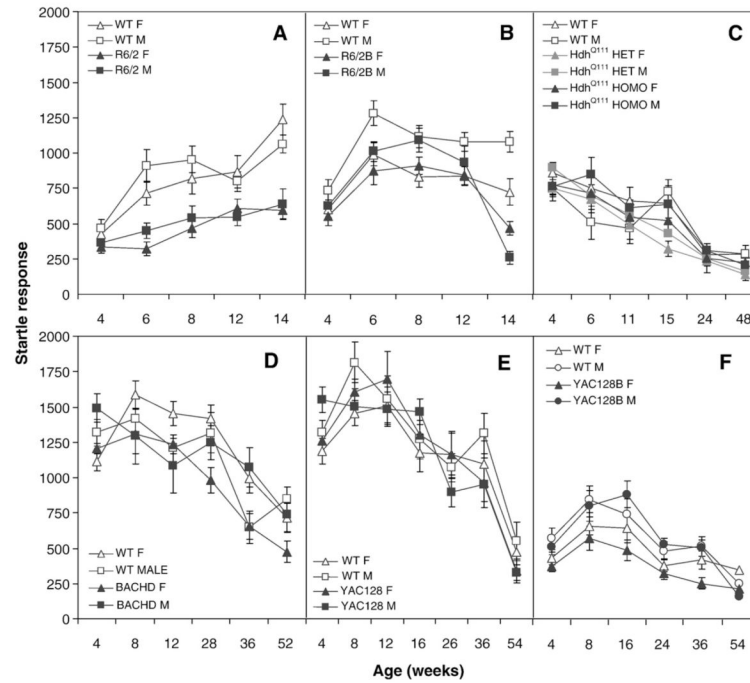 2000
1750
1500
1250
1000
750
500
250
0
WT F
WT M
R6/2 F
R6/2 M
A
4 6 8 12 14
WT F
WT M
R6/2B F
R6/2B M
B
4 6 8 12 14
WT F
WT M
HdhQ111 HET F
HdhQ111 HET M
HdhQ111 HOMO F
HdhQ111 HOMO M
C
4 6 11 15 24 48
Startle response
2000
1750
1500
1250
1000
750
500
250
0
D
WT F
WT MALE
BACHD F
BACHD M
4 8 12 28 36 52
E
WT F
WT M
YAC128 F
YAC128 M
4 8 12 16 26 36 54
WT F
WT M
YAC128B F
YAC128B M
F
4 8 16 24 36 54
Age (weeks)